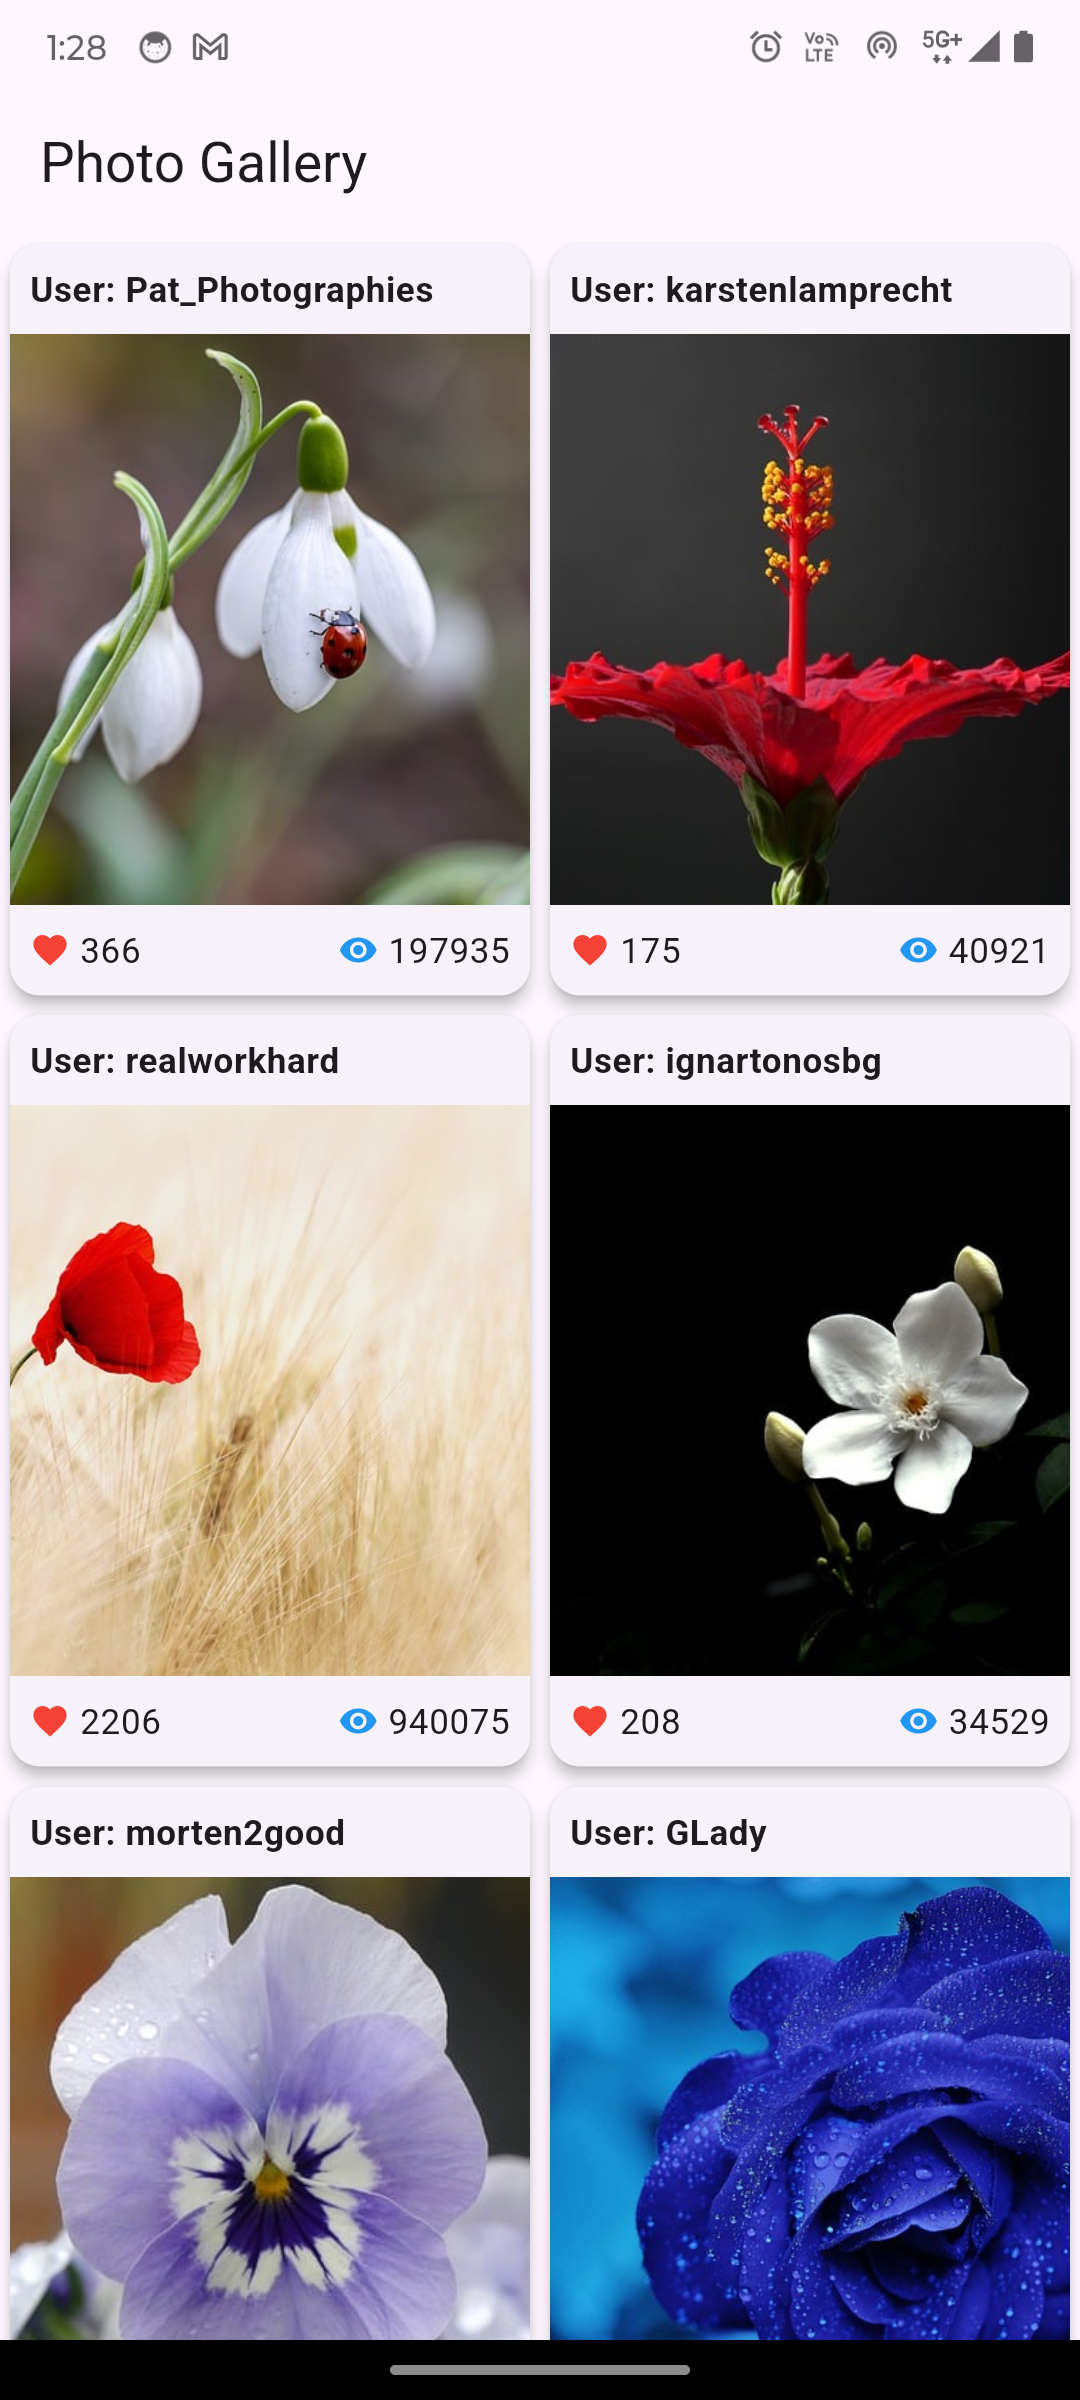 1:28
Vo LTE
5G+
Photo Gallery
User: Pat_Photographies
User: karstenlamprecht
366
197935
175
40921
User: realworkhard
User: ignartonosbg
2206
940075
208
34529
User: morten2good
User: GLady